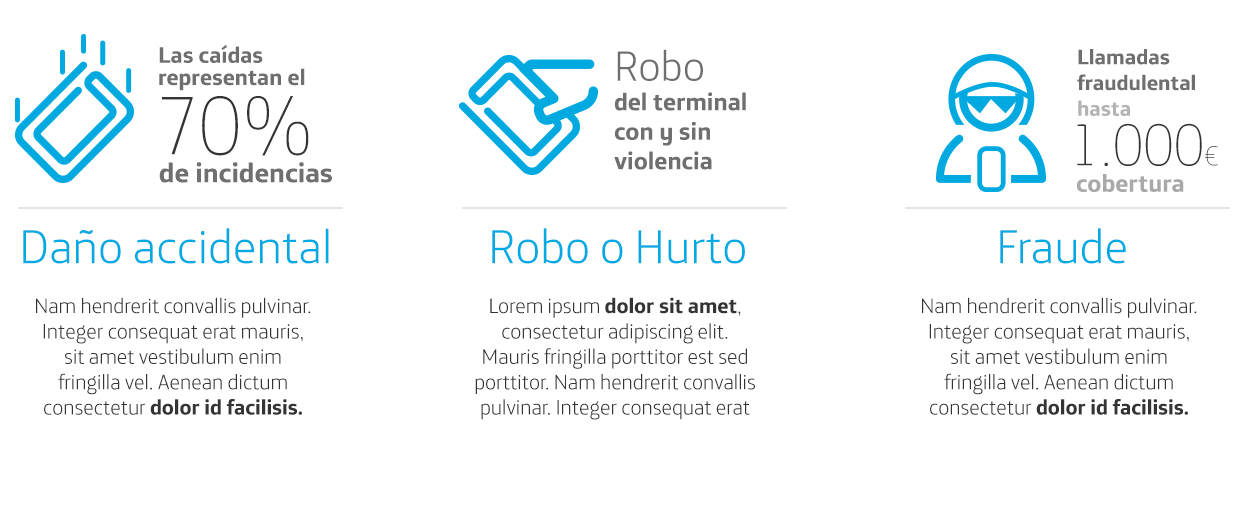 Las caídas
representan el
70%
de incidencias
Daño accidental
Nam hendrerit convallis pulvinar.
Integer consequat erat mauris,
sit amet vestibulum enim
fringilla vel. Aenean dictum
consectetur dolor id facilisis.
Robo
del terminal
con y sin
violencia
Robo o Hurto
Lorem ipsum dolor sit amet,
consectetur adipiscing elit.
Mauris fringilla porttitor est sed
porttitor. Nam hendrerit convallis
pulvinar. Integer consequat erat
Llamadas
fraudulental
hasta
1.000€
cobertura
Fraude
Nam hendrerit convallis pulvinar.
Integer consequat erat mauris,
sit amet vestibulum enim
fringilla vel. Aenean dictum
consectetur dolor id facilisis.